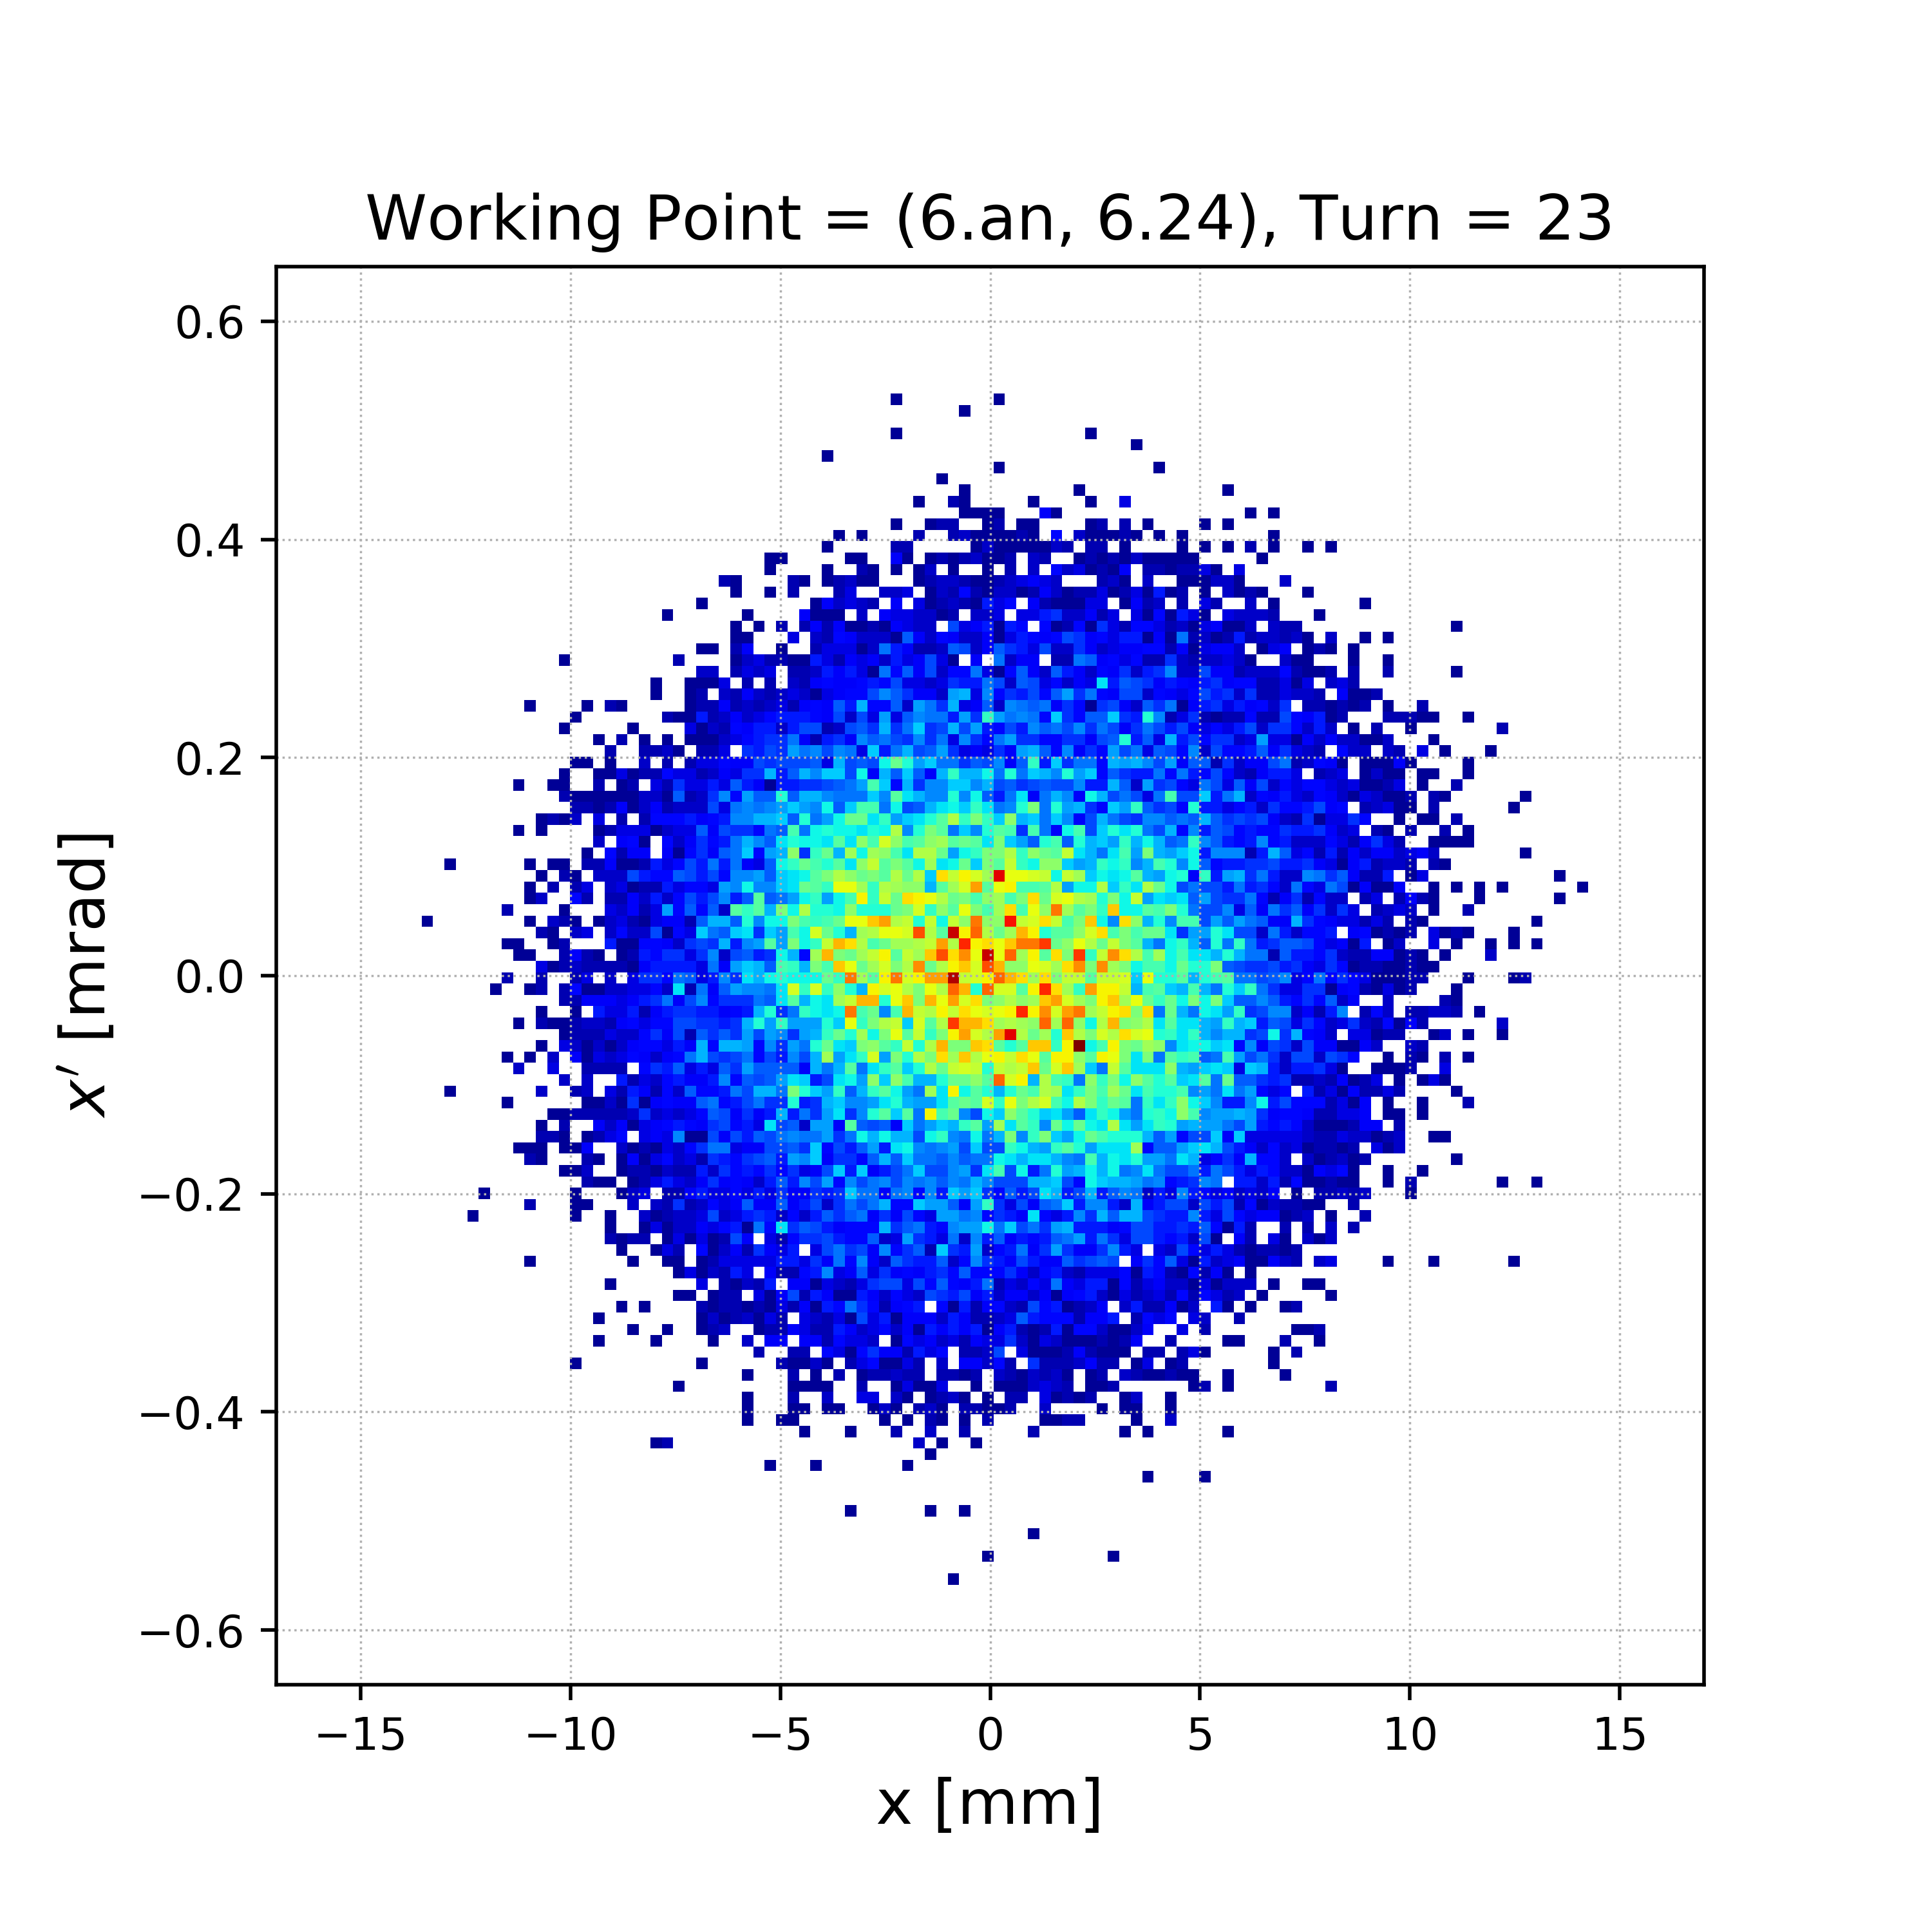 Working Point = (6.an, 6.24), Turn = 23
0.6
0.4
0.2
0.0
−0.2
−0.4
−0.6
x′ [mrad]
−15 −10 −5 0 5 10 15
x [mm]